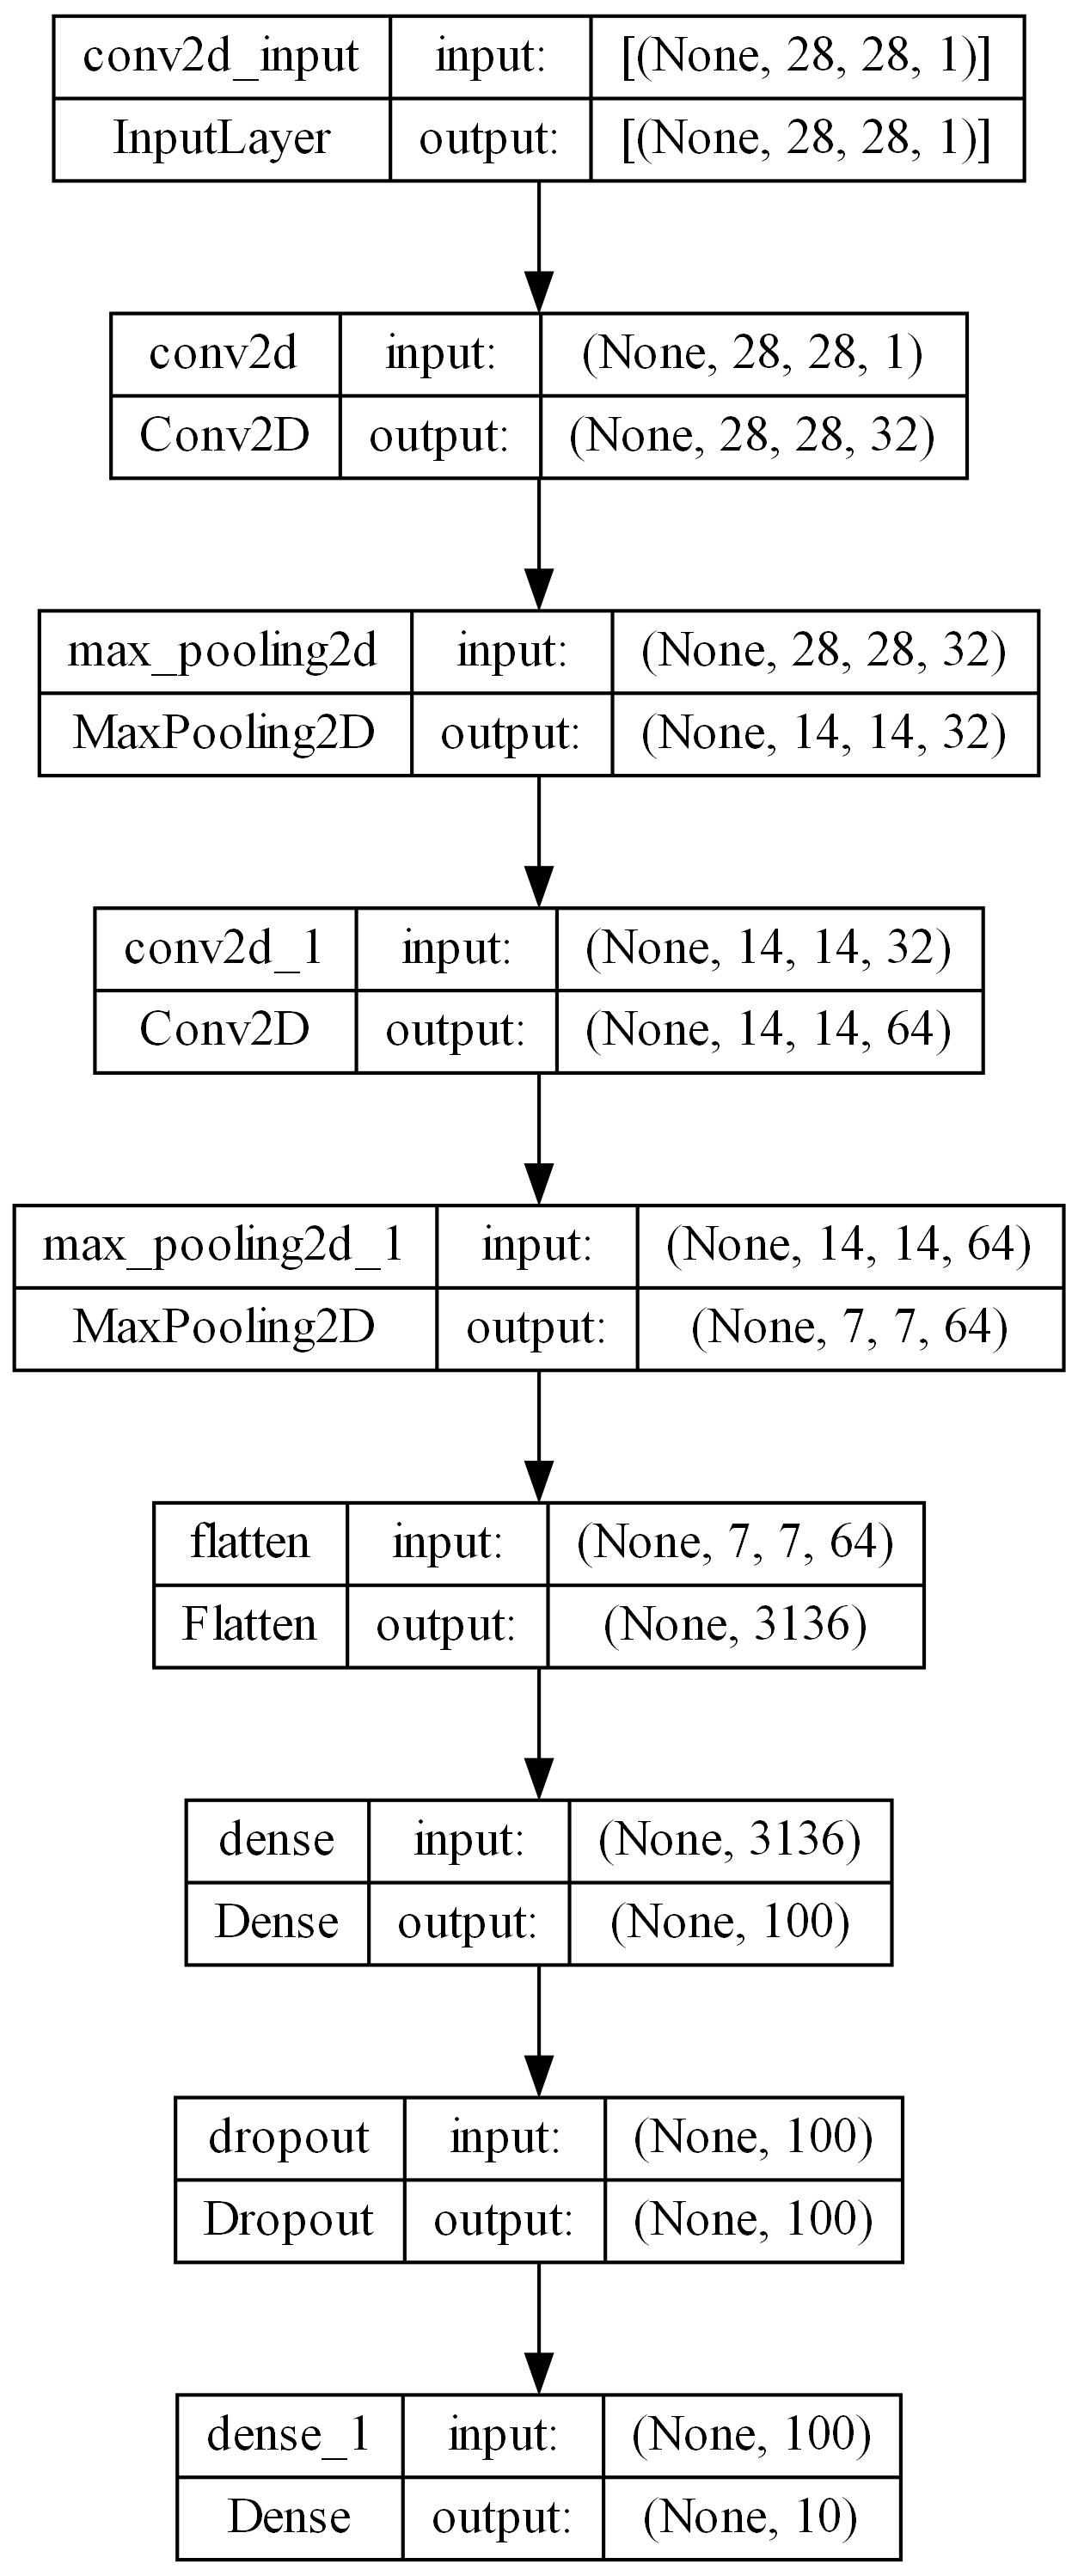 conv2d_input input: [(None, 28, 28, 1)]
InputLayer output: [(None, 28, 28, 1)]
conv2d input: (None, 28, 28, 1)
Conv2D output: (None, 28, 28, 32)
max_pooling2d input: (None, 28, 28, 32)
MaxPooling2D output: (None, 14, 14, 32)
conv2d_1 input: (None, 14, 14, 32)
Conv2D output: (None, 14, 14, 64)
max_pooling2d_1 input: (None, 14, 14, 64)
MaxPooling2D output: (None, 7, 7, 64)
flatten input: (None, 7, 7, 64)
Flatten output: (None, 3136)
dense input: (None, 3136)
Dense output: (None, 100)
dropout input: (None, 100)
Dropout output: (None, 100)
dense_1 input: (None, 100)
Dense output: (None, 10)